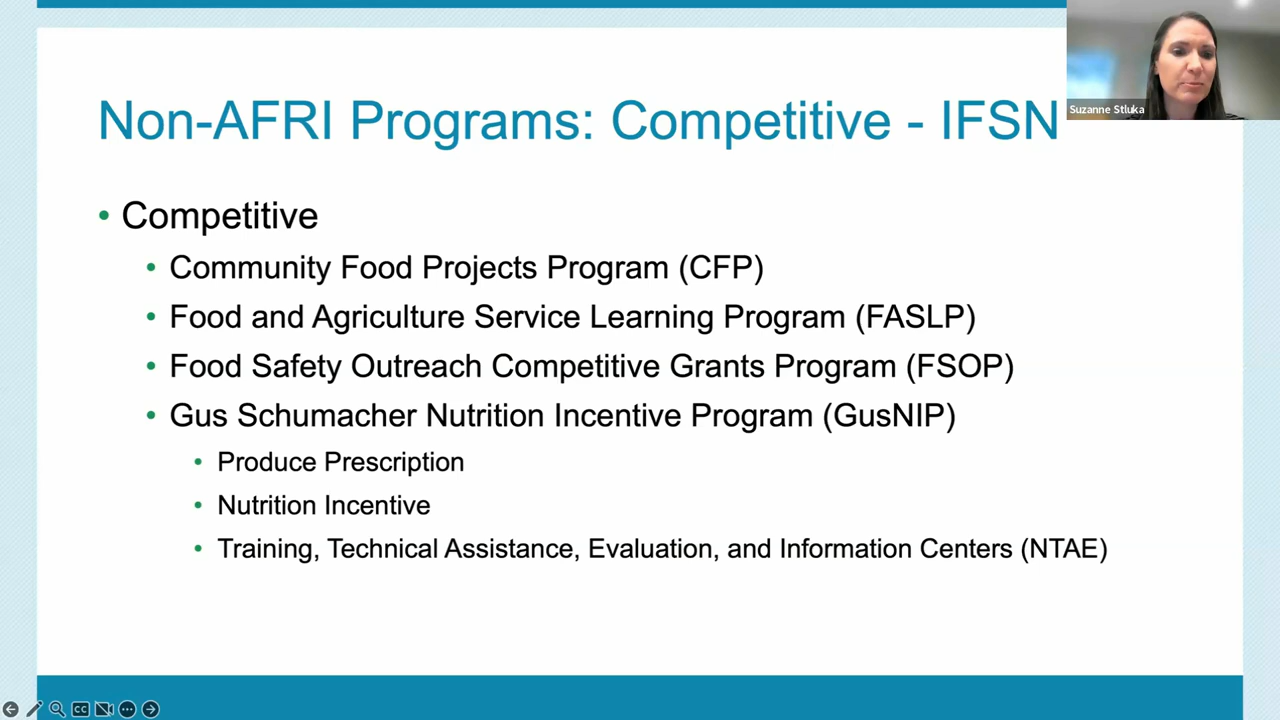 Non-AFRI Programs: Competitive - IFSN
Suzanne Stluka
• Competitive
• Community Food Projects Program (CFP)
• Food and Agriculture Service Learning Program (FASLP)
• Food Safety Outreach Competitive Grants Program (FSOP)
• Gus Schumacher Nutrition Incentive Program (GusNIP)
• Produce Prescription
• Nutrition Incentive
• Training, Technical Assistance, Evaluation, and Information Centers (NTAE)
CC